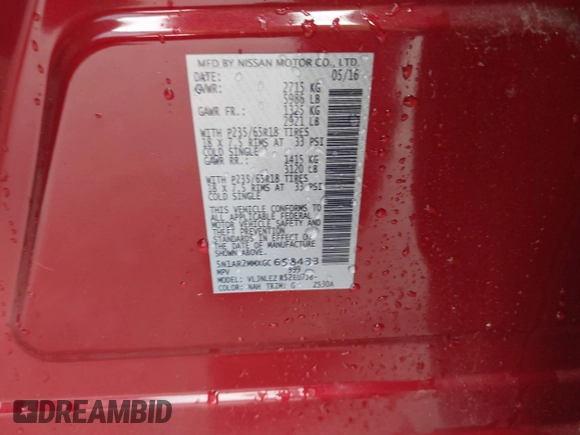 MFD BY NISSAN MOTOR CO., LTD.
DATE: 05/16
GVWR: 2715 KG
5986 LB
GAWR FR.: 1325 KG
2921 LB
WITH P235/65R18 TIRES
18 X 7.5 RIMS AT 33 PSI
COLD SINGLE
GAWR RR.: 1415 KG
3120 LB
WITH P235/65R18 TIRES
18 X 7.5 RIMS AT 33 PSI
COLD SINGLE
THIS VEHICLE CONFORMS TO
ALL APPLICABLE FEDERAL
MOTOR VEHICLE SAFETY AND
THEFT PREVENTION
STANDARDS IN EFFECT
ON THE DATE OF
MANUFACTURE
SHOWN ABOVE.
5N1AR2MMXGC658433
MPV 999
MODEL:
COLOR: NAH TRIM: G 2530A
DREAMBID